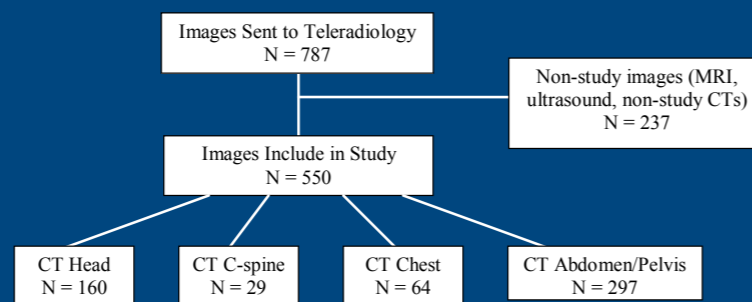 Images Sent to Teleradiology
N = 787
Non-study images (MRI,
ultrasound, non-study CTs)
N = 237
Images Include in Study
N = 550
CT Head
N = 160
CT C-spine
N = 29
CT Chest
N = 64
CT Abdomen/Pelvis
N = 297